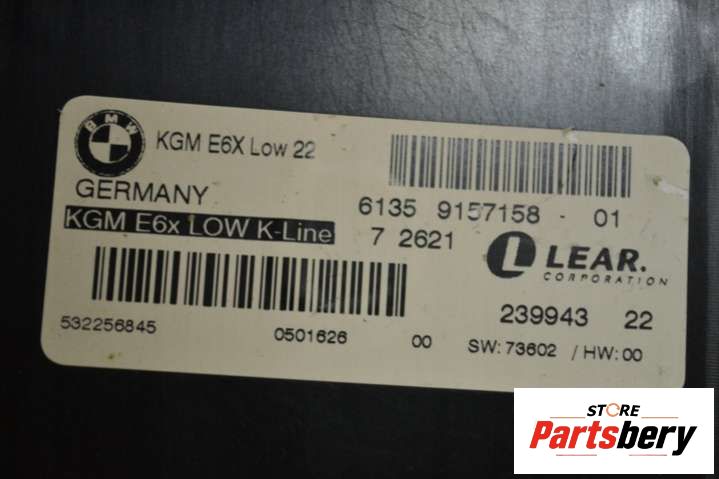 BMW
KGM E6X Low 22
GERMANY
6135 9157158 - 01
KGM E6x LOW K-Line
7 2621
L LEAR.
CORPORATION
239943 22
532256845
0501626 00
SW: 73602 / HW: 00
STORE
Partsbery